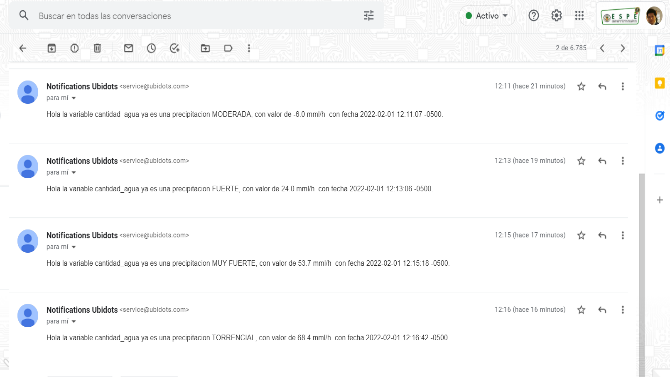 Buscar en todas las conversaciones
Activo
ESPE
2 de 6.785
Notifications Ubidots <service@ubidots.com>
12:11 (hace 21 minutos)
para mí
Hola la variable cantidad_agua ya es una precipitacion MODERADA, con valor de -6.0 mml/h con fecha 2022-02-01 12:11:07 -0500.
Notifications Ubidots <service@ubidots.com>
12:13 (hace 19 minutos)
para mí
Hola la variable cantidad_agua ya es una precipitacion FUERTE, con valor de 24.0 mml/h con fecha 2022-02-01 12:13:06 -0500
Notifications Ubidots <service@ubidots.com>
12:15 (hace 17 minutos)
para mí
Hola la variable cantidad_agua ya es una precipitacion MUY FUERTE, con valor de 53.7 mml/h con fecha 2022-02-01 12:15:18 -0500.
Notifications Ubidots <service@ubidots.com>
12:16 (hace 16 minutos)
para mí
Hola la variable cantidad_agua ya es una precipitacion TORRENCIAL, con valor de 68.4 mml/h con fecha 2022-02-01 12:16:42 -0500